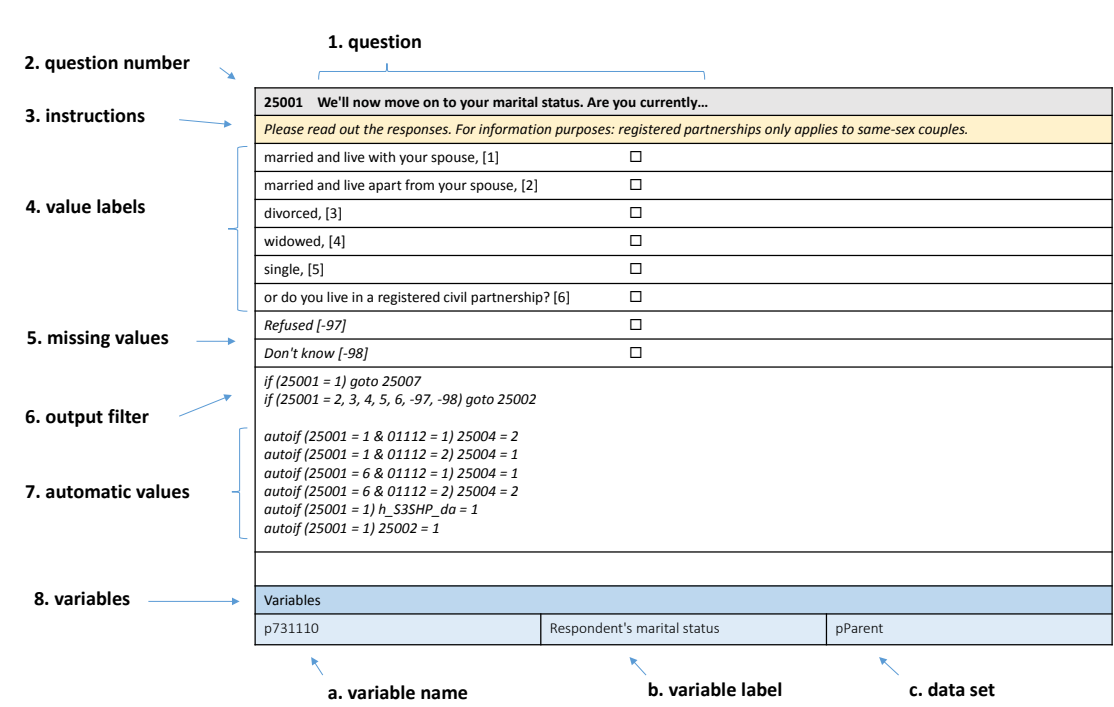 1. question
2. question number
25001 We'll now move on to your marital status. Are you currently…
3. instructions
Please read out the responses. For information purposes: registered partnerships only applies to same-sex couples.
married and live with your spouse, [1] ☐
married and live apart from your spouse, [2] ☐
4. value labels
divorced, [3] ☐
widowed, [4] ☐
single, [5] ☐
or do you live in a registered civil partnership? [6] ☐
Refused [-97] ☐
5. missing values
Don't know [-98] ☐
if (25001 = 1) goto 25007
if (25001 = 2, 3, 4, 5, 6, -97, -98) goto 25002
6. output filter
autoif (25001 = 1 & 01112 = 1) 25004 = 2
autoif (25001 = 1 & 01112 = 2) 25004 = 1
autoif (25001 = 6 & 01112 = 1) 25004 = 1
7. automatic values
autoif (25001 = 6 & 01112 = 2) 25004 = 2
autoif (25001 = 1) h_S3SHP_da = 1
autoif (25001 = 1) 25002 = 1
8. variables
Variables
p731110 Respondent's marital status pParent
a. variable name b. variable label c. data set